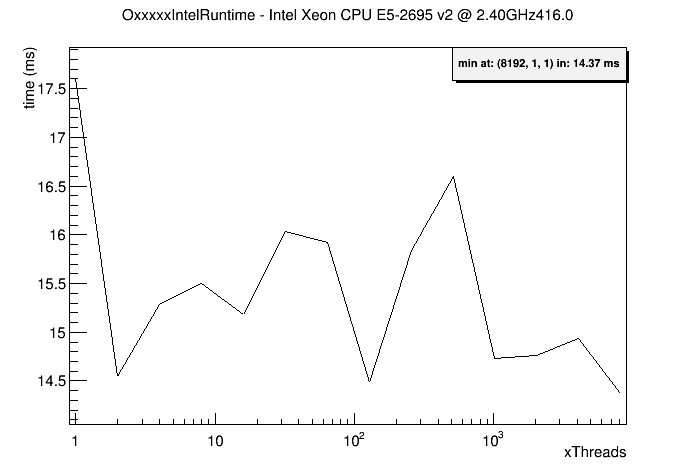 OxxxxxIntelRuntime - Intel Xeon CPU E5-2695 v2 @ 2.40GHz416.0
time (ms)
min at: (8192, 1, 1) in: 14.37 ms
17.5
17
16.5
16
15.5
15
14.5
1 10 10² 10³
xThreads